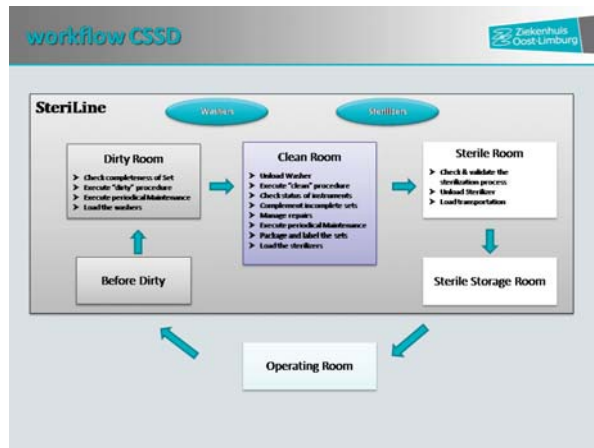 workflow CSSD
Ziekenhuis
Oost-Limburg
SteriLine
Washers
Sterilizers
Dirty Room
Check completeness of Set
Execute "dirty" procedure
Execute periodical Maintenance
Load the washers
Clean Room
Unload Washer
Execute "clean" procedure
Check status of instruments
Complement incomplete sets
Manage repairs
Execute periodical Maintenance
Package and label the sets
Load the sterilizers
Sterile Room
Check & validate the
sterilization process
Unload Sterilizer
Load transportation
Before Dirty
Sterile Storage Room
Operating Room